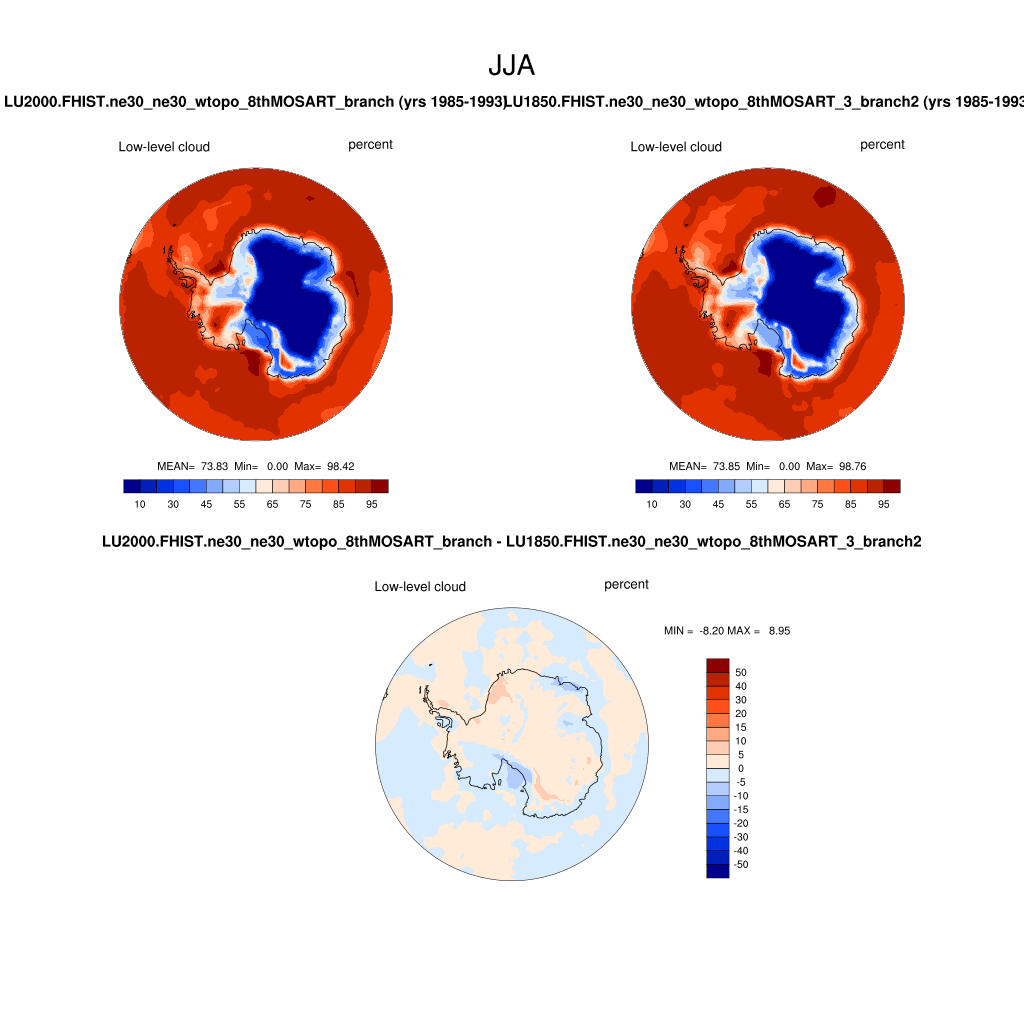 JJA
LU2000.FHIST.ne30_ne30_wtopo_8thMOSART_branch (yrs 1985-1993)
LU1850.FHIST.ne30_ne30_wtopo_8thMOSART_3_branch2 (yrs 1985-1993
Low-level cloud percent
Low-level cloud percent
MEAN= 73.83 Min= 0.00 Max= 98.42
MEAN= 73.85 Min= 0.00 Max= 98.76
10 30 45 55 65 75 85 95
10 30 45 55 65 75 85 95
LU2000.FHIST.ne30_ne30_wtopo_8thMOSART_branch - LU1850.FHIST.ne30_ne30_wtopo_8thMOSART_3_branch2
Low-level cloud percent
MIN = -8.20 MAX = 8.95
50
40
30
20
15
10
5
0
-5
-10
-15
-20
-30
-40
-50